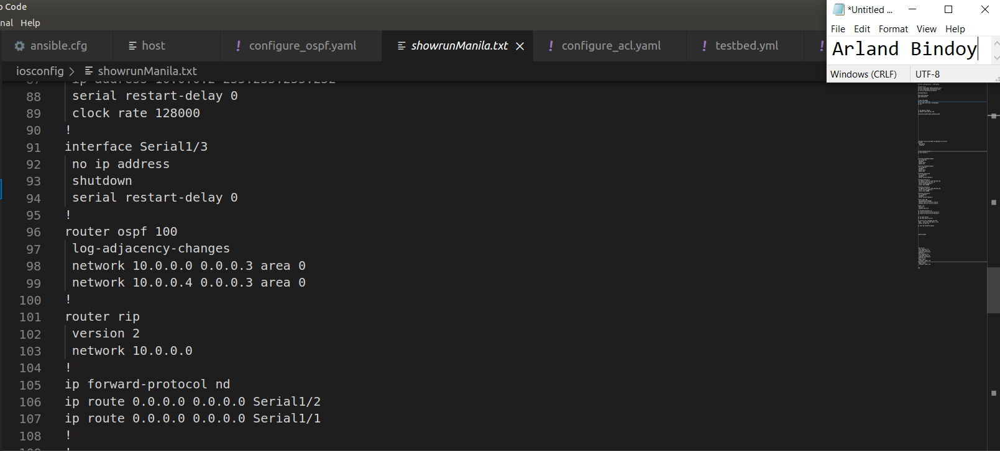 Code
nal Help
*Untitled ...
File Edit Format View Help
Arland Bindoy
Windows (CRLF) UTF-8
ansible.cfg host ! configure_ospf.yaml showrunManila.txt ! configure_acl.yaml ! testbed.yml !
iosconfig > showrunManila.txt
88 serial restart-delay 0
89 clock rate 128000
90 !
91 interface Serial1/3
92 no ip address
93 shutdown
94 serial restart-delay 0
95 !
96 router ospf 100
97 log-adjacency-changes
98 network 10.0.0.0 0.0.0.3 area 0
99 network 10.0.0.4 0.0.0.3 area 0
100 !
101 router rip
102 version 2
103 network 10.0.0.0
104 !
105 ip forward-protocol nd
106 ip route 0.0.0.0 0.0.0.0 Serial1/2
107 ip route 0.0.0.0 0.0.0.0 Serial1/1
108 !